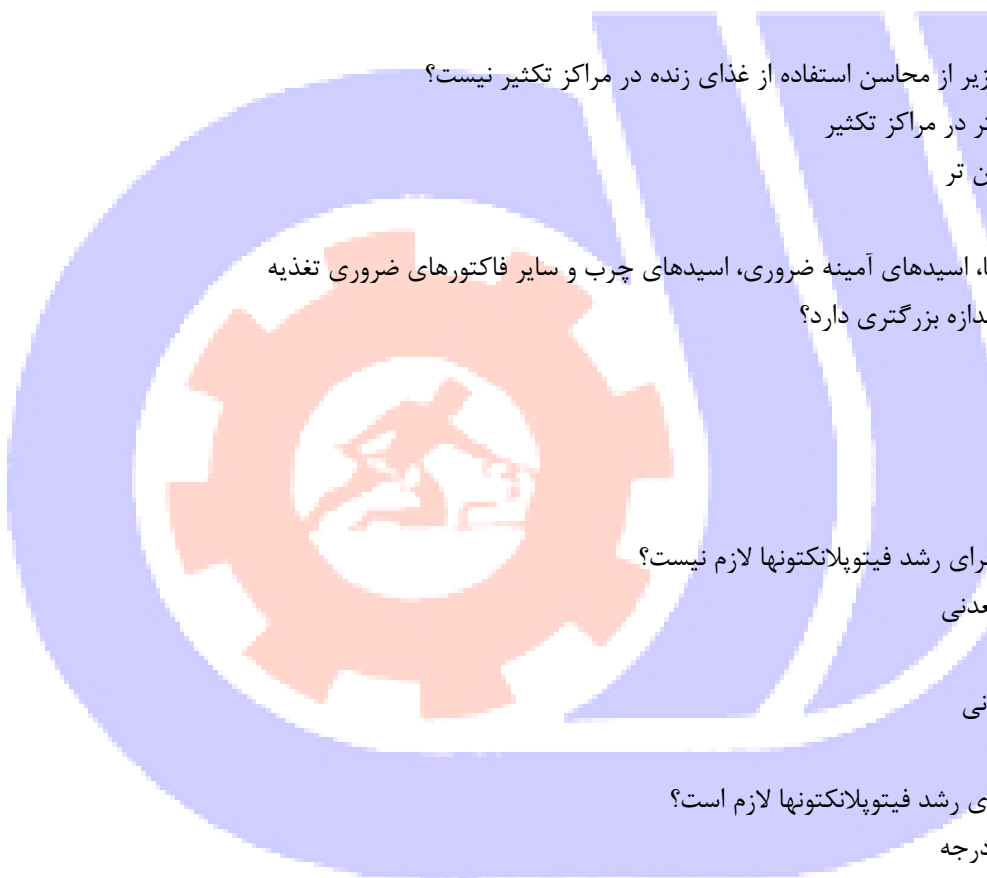 زیر از محاسن استفاده از غذای زنده در مراکز تکثیر نیست؟
تر در مراکز تکثیر
ن تر
ا، اسیدهای آمینه ضروری، اسیدهای چرب و سایر فاکتورهای ضروری تغذیه
ندازه بزرگتری دارد؟
رای رشد فیتوپلانکتونها لازم نیست؟
عدنی
نی
ی رشد فیتوپلانکتونها لازم است؟
درجه